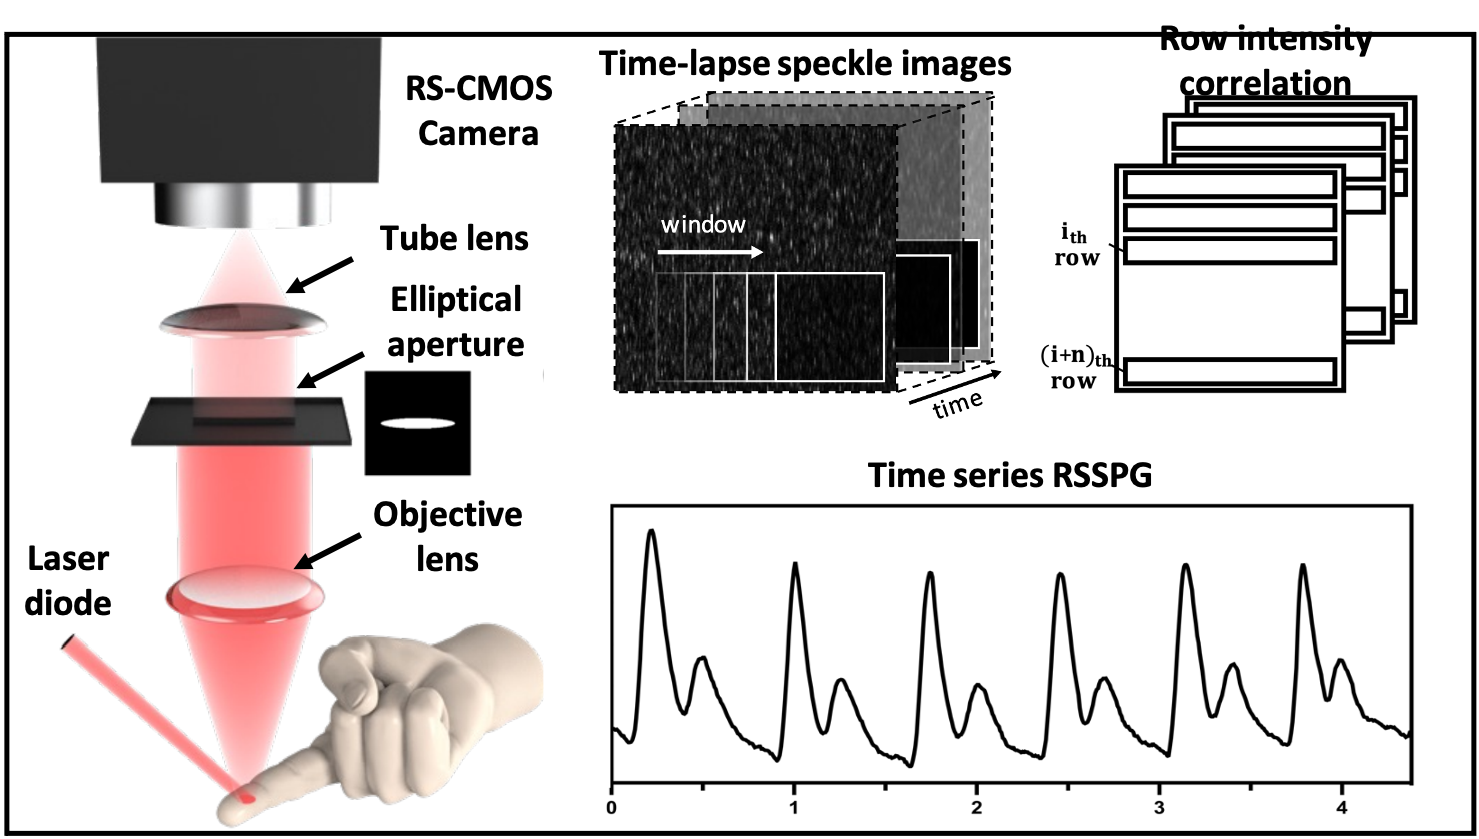 RS-CMOS
Camera
Tube lens
Elliptical
aperture
Objective
lens
Laser
diode
Time-lapse speckle images
window
time
Row intensity
correlation
ith
row
(i+n)th
row
Time series RSSPG
0 1 2 3 4